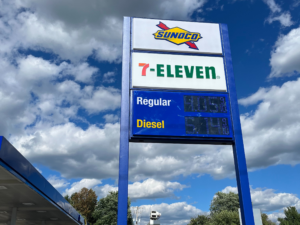 SUNOCO
7-ELEVEN
Regular
Diesel